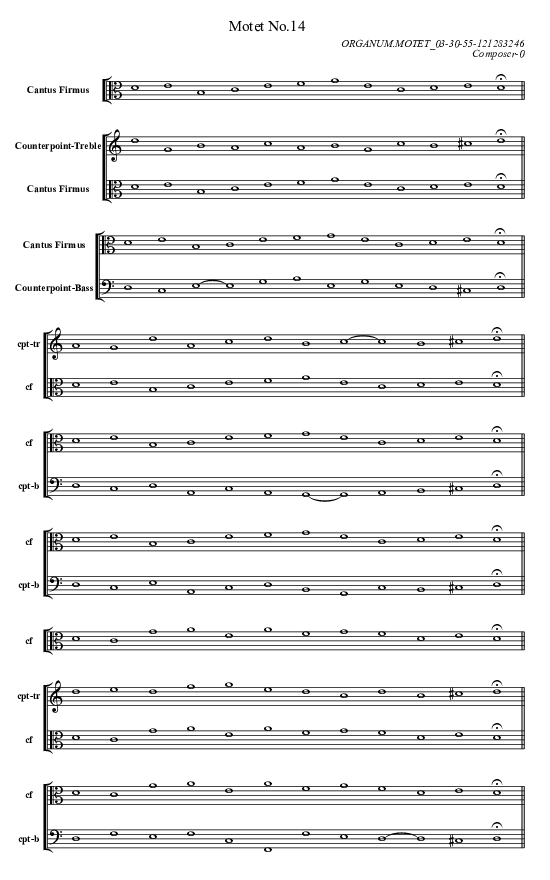 Motet No.14
ORGANUM.MOTET_03-30-55-121283246
Composer-0
Cantus Firmus
Counterpoint-Treble
Cantus Firmus
Cantus Firmus
Counterpoint-Bass
cpt-tr
cf
cf
cpt-b
cf
cpt-b
cf
cpt-tr
cf
cf
cpt-b